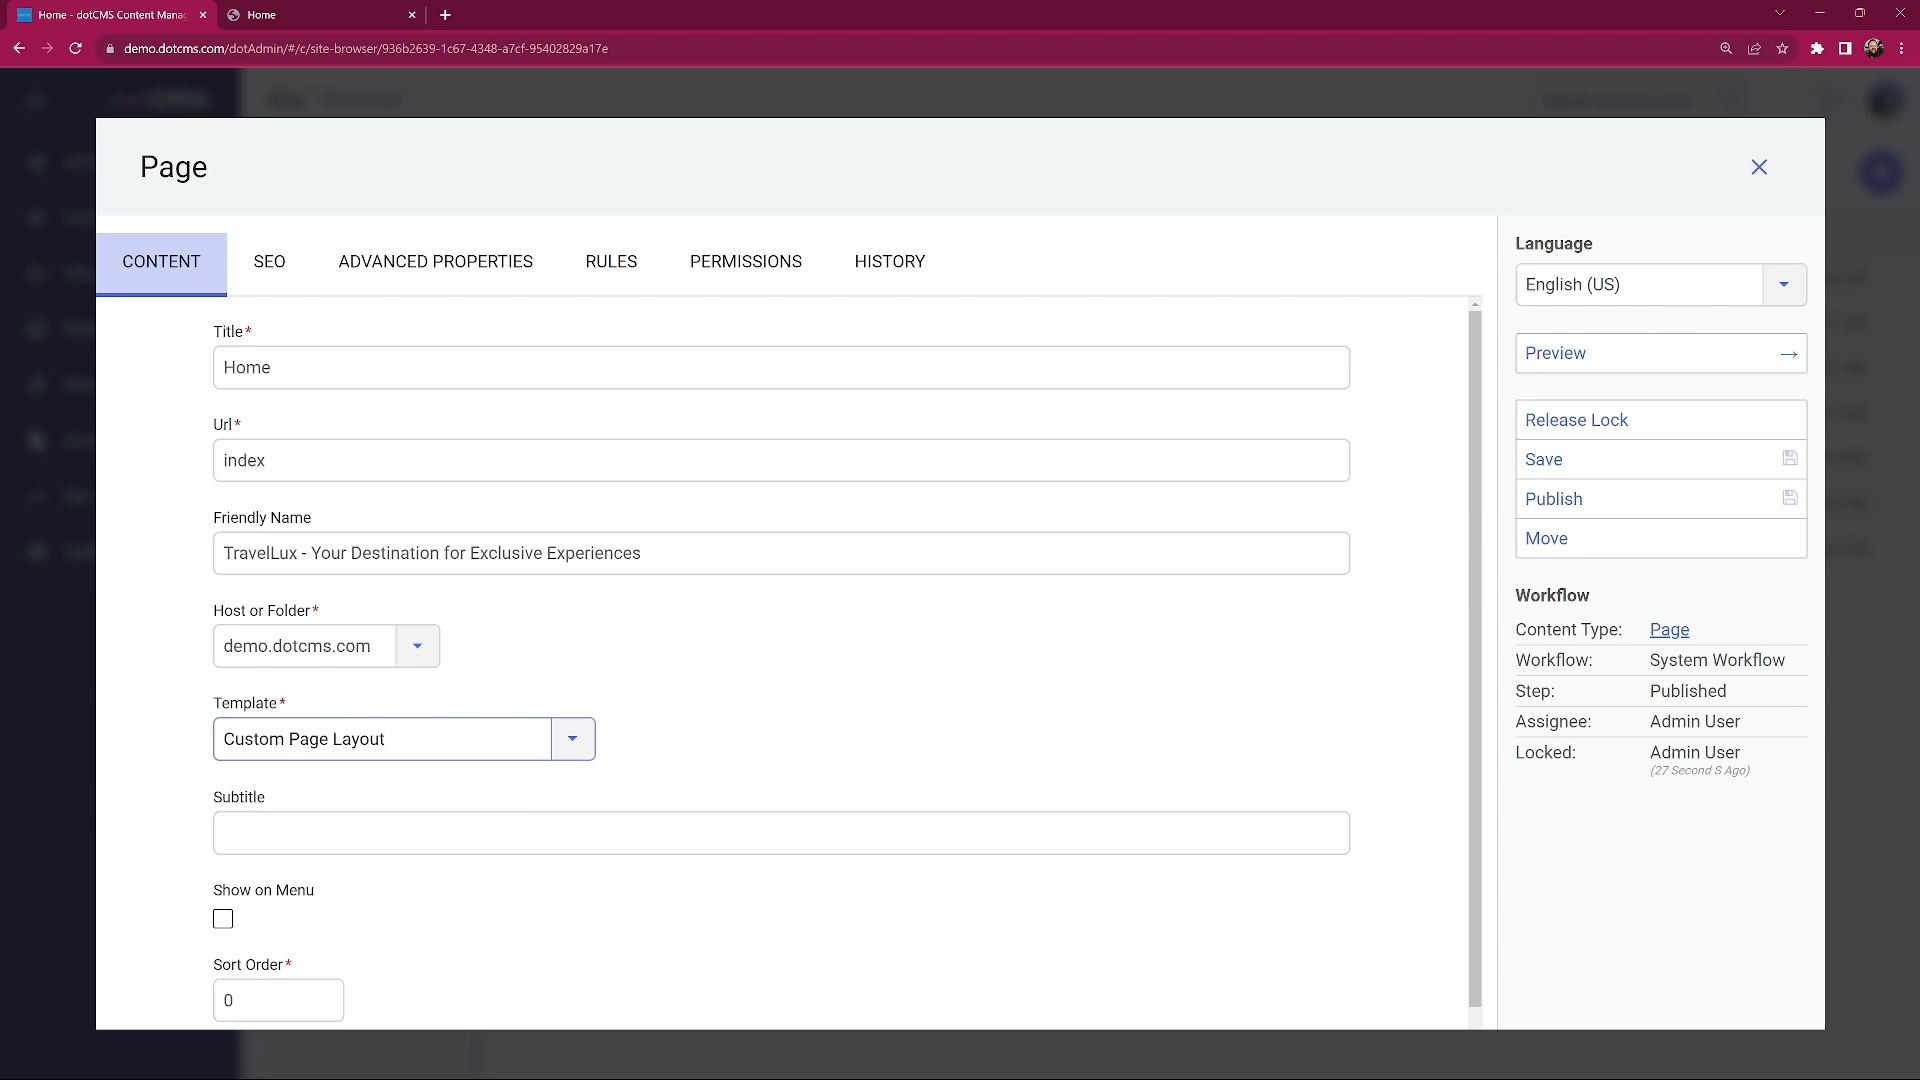 Home - dotCMS Content Manag
Home
demo.dotcms.com/dotAdmin/#/c/site-browser/936b2639-1c67-4348-a7cf-95402829a17e
Page
CONTENT
SEO
ADVANCED PROPERTIES
RULES
PERMISSIONS
HISTORY
Title*
Home
Url*
index
Friendly Name
TravelLux - Your Destination for Exclusive Experiences
Host or Folder*
demo.dotcms.com
Template*
Custom Page Layout
Subtitle
Show on Menu
Sort Order*
0
Language
English (US)
Preview
Release Lock
Save
Publish
Move
Workflow
Content Type: Page
Workflow: System Workflow
Step: Published
Assignee: Admin User
Locked: Admin User
(27 Second S Ago)